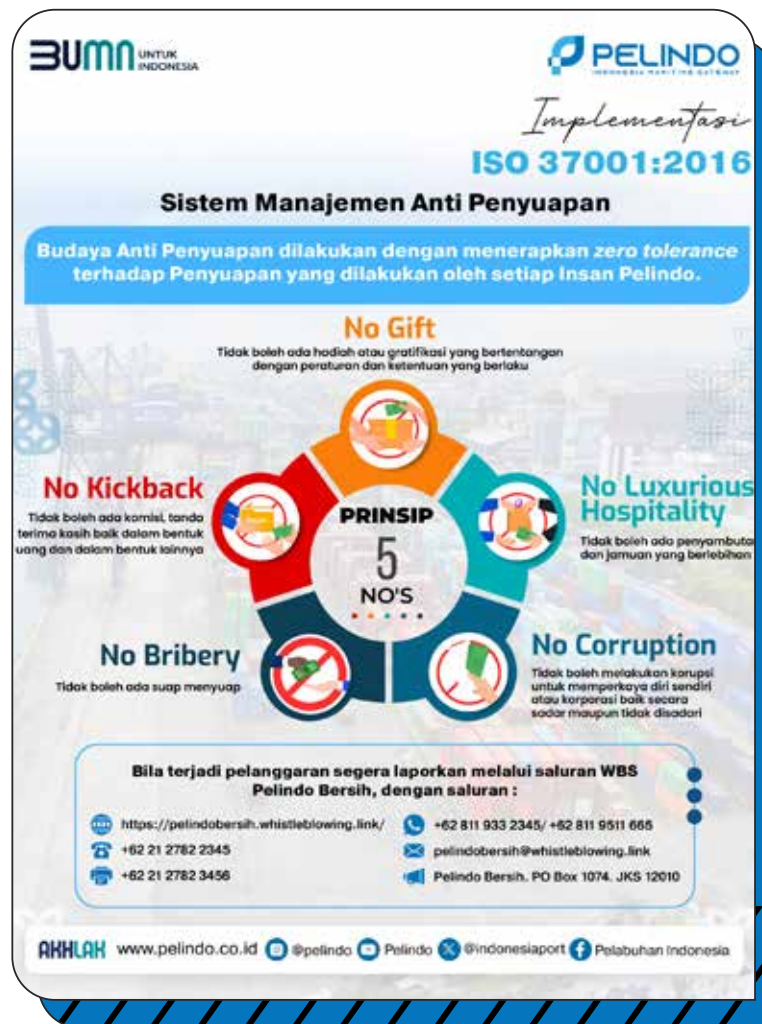 BUMN UNTUK INDONESIA
PELINDO
INDONESIA MARITIME GATEWAY
Implementasi
ISO 37001:2016
Sistem Manajemen Anti Penyuapan
Budaya Anti Penyuapan dilakukan dengan menerapkan zero tolerance
terhadap Penyuapan yang dilakukan oleh setiap Insan Pelindo.
No Gift
Tidak boleh ada hadiah atau gratifikasi yang bertentangan
dengan peraturan dan ketentuan yang berlaku
No Kickback
Tidak boleh ada komisi, tanda
terima kasih baik dalam bentuk
uang dan dalam bentuk lainnya
No Luxurious
Hospitality
Tidak boleh ada penyambuta
dan jamuan yang berlebihan
PRINSIP
5
NO'S
No Bribery
Tidak boleh ada suap menyuap
No Corruption
Tidak boleh melakukan korupsi
untuk memperkaya diri sendiri
atau korporasi baik secara
sadar maupun tidak disadari
Bila terjadi pelanggaran segera laporkan melalui saluran WBS
Pelindo Bersih, dengan saluran :
https://pelindobersih.whistleblowing.link/
+62 811 933 2345/ +62 811 9511 665
+62 21 2782 2345
pelindobersih@whistleblowing.link
+62 21 2782 3456
Pelindo Bersih. PO Box 1074. JKS 12010
AKHLAK www.pelindo.co.id @pelindo Pelindo @indonesiaport Pelabuhan Indonesia